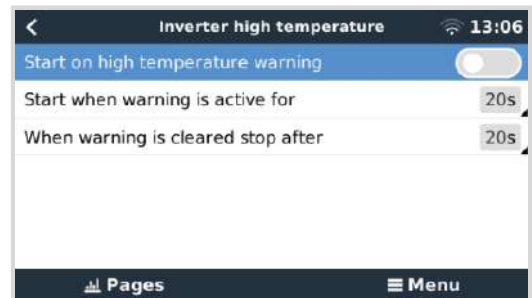 Inverter high temperature 13:06
Start on high temperature warning
Start when warning is active for 20s
When warning is cleared stop after 20s
Pages Menu